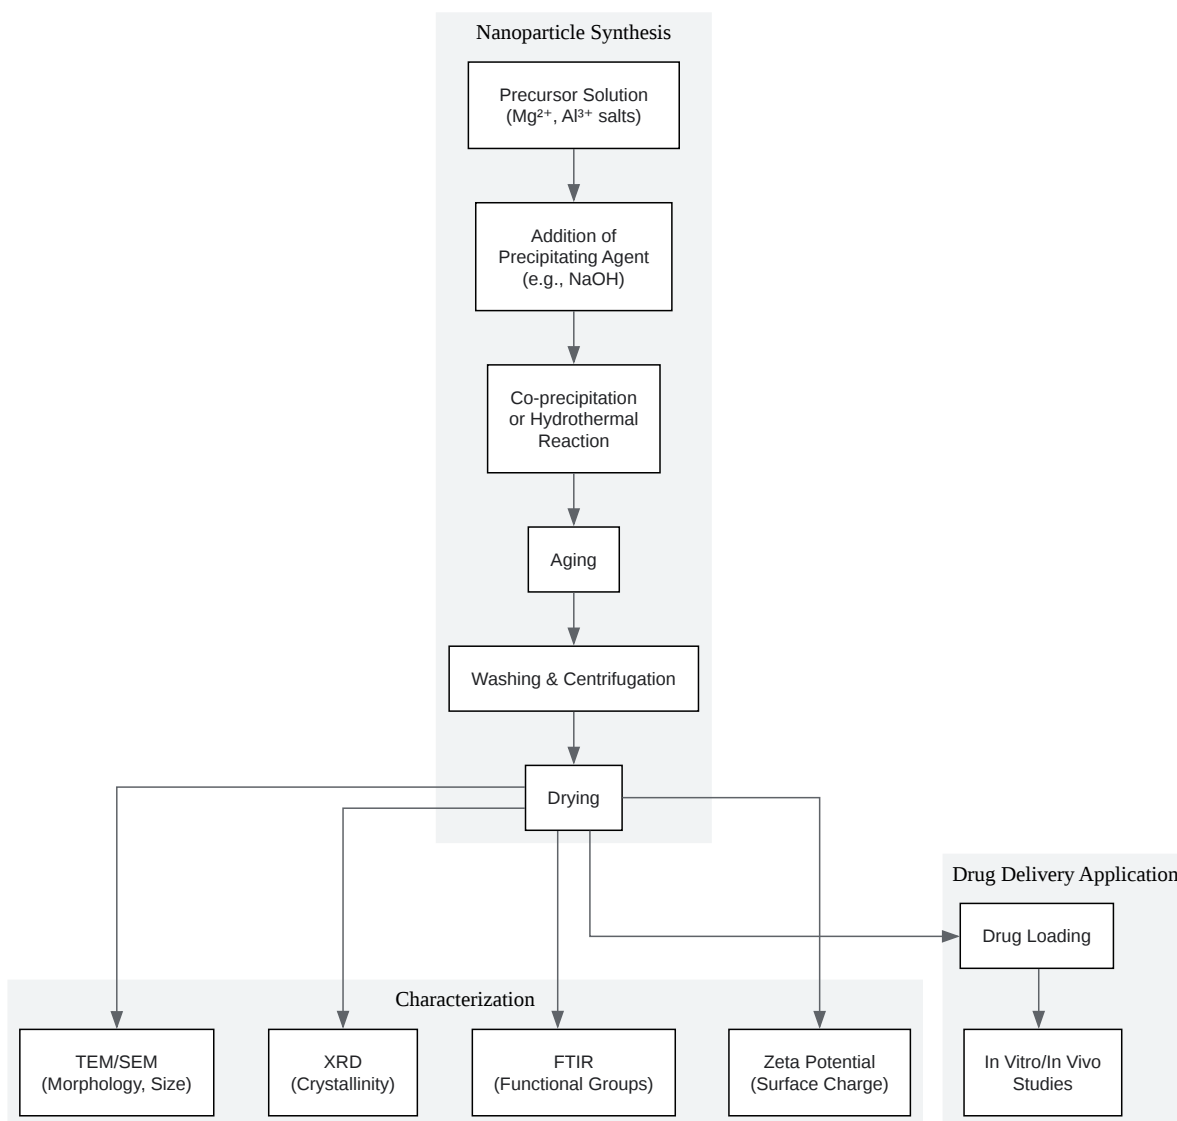 Nanoparticle Synthesis
Precursor Solution
(Mg²⁺, Al³⁺ salts)
Addition of
Precipitating Agent
(e.g., NaOH)
Co-precipitation
or Hydrothermal
Reaction
Aging
Washing & Centrifugation
Drying
Drug Delivery Application
Drug Loading
Characterization
TEM/SEM
(Morphology, Size)
XRD
(Crystallinity)
FTIR
(Functional Groups)
Zeta Potential
(Surface Charge)
In Vitro/In Vivo
Studies